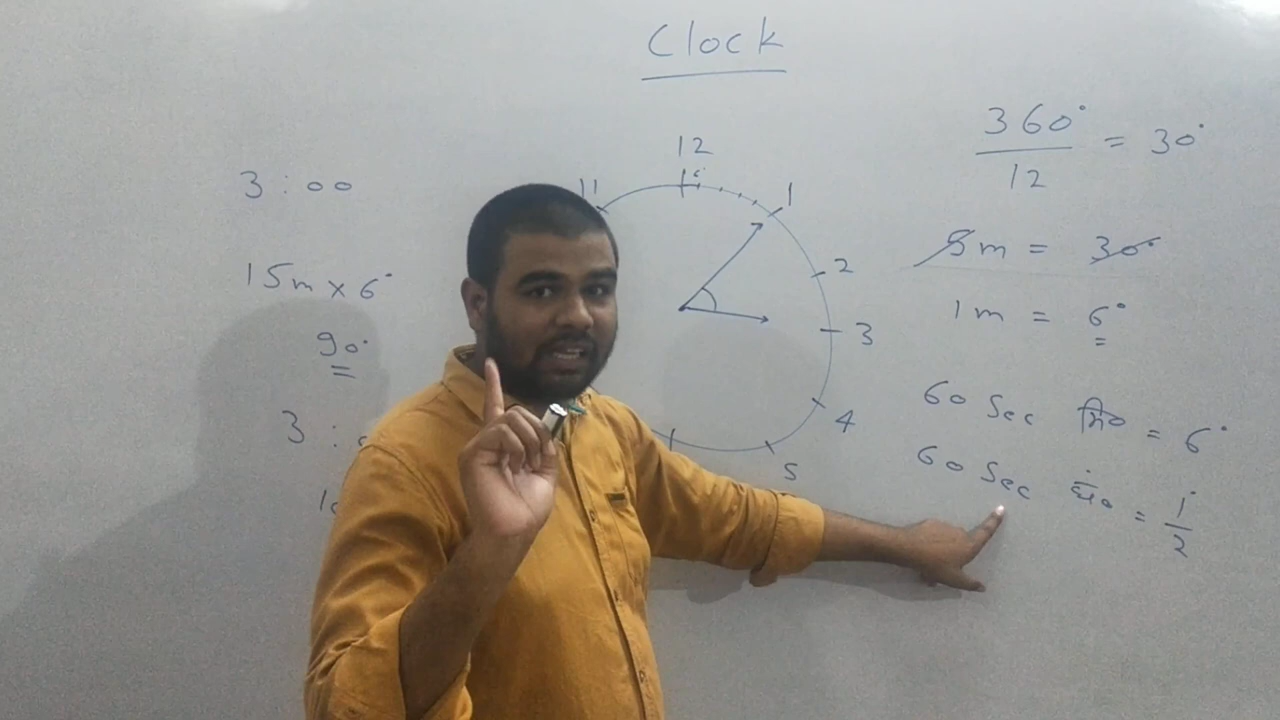 Clock
3 : 00
15m × 6°
90°
3 :
12
11
1
2
3
4
5
360° / 12 = 30°
5m = 30°
1m = 6°
60 Sec मि० = 6°
60 Sec घं० = 1° / 2